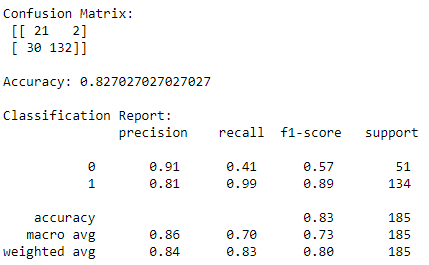 Confusion Matrix:
[[ 21 2]
[ 30 132]]
Accuracy: 0.827027027027027
Classification Report:
precision recall f1-score support
0 0.91 0.41 0.57 51
1 0.81 0.99 0.89 134
accuracy 0.83 185
macro avg 0.86 0.70 0.73 185
weighted avg 0.84 0.83 0.80 185